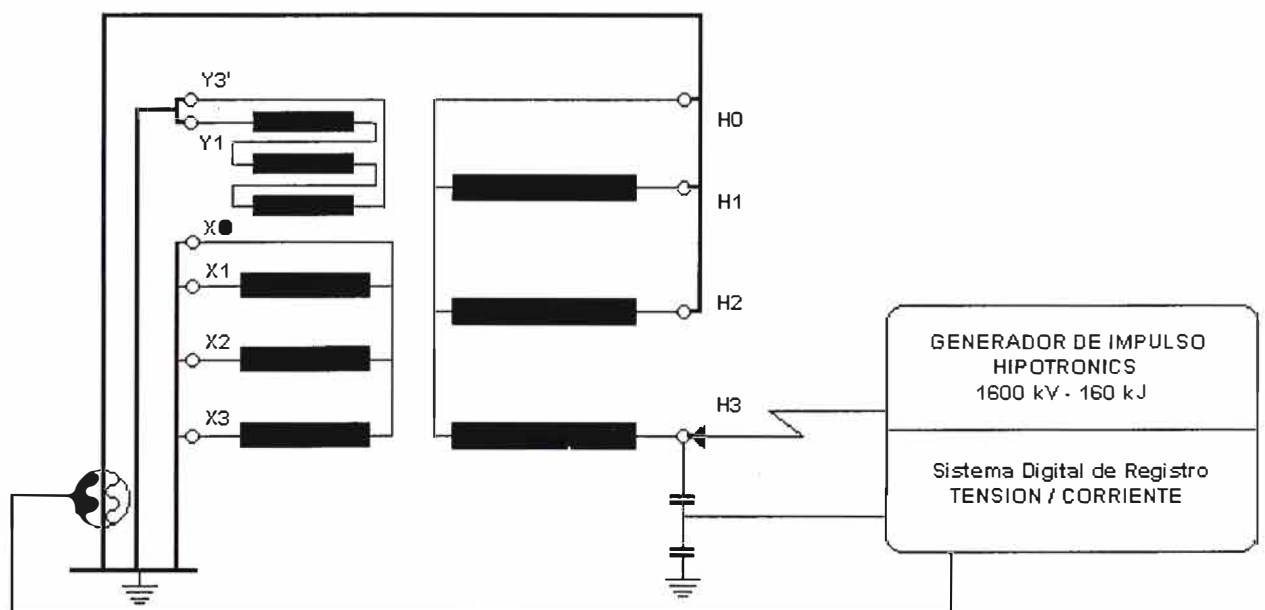 Y3'
Y1
X0
X1
X2
X3
H0
H1
H2
H3
GENERADOR DE IMPULSO
HIPOTRONICS
1600 kV - 160 kJ
Sistema Digital de Registro
TENSION / CORRIENTE